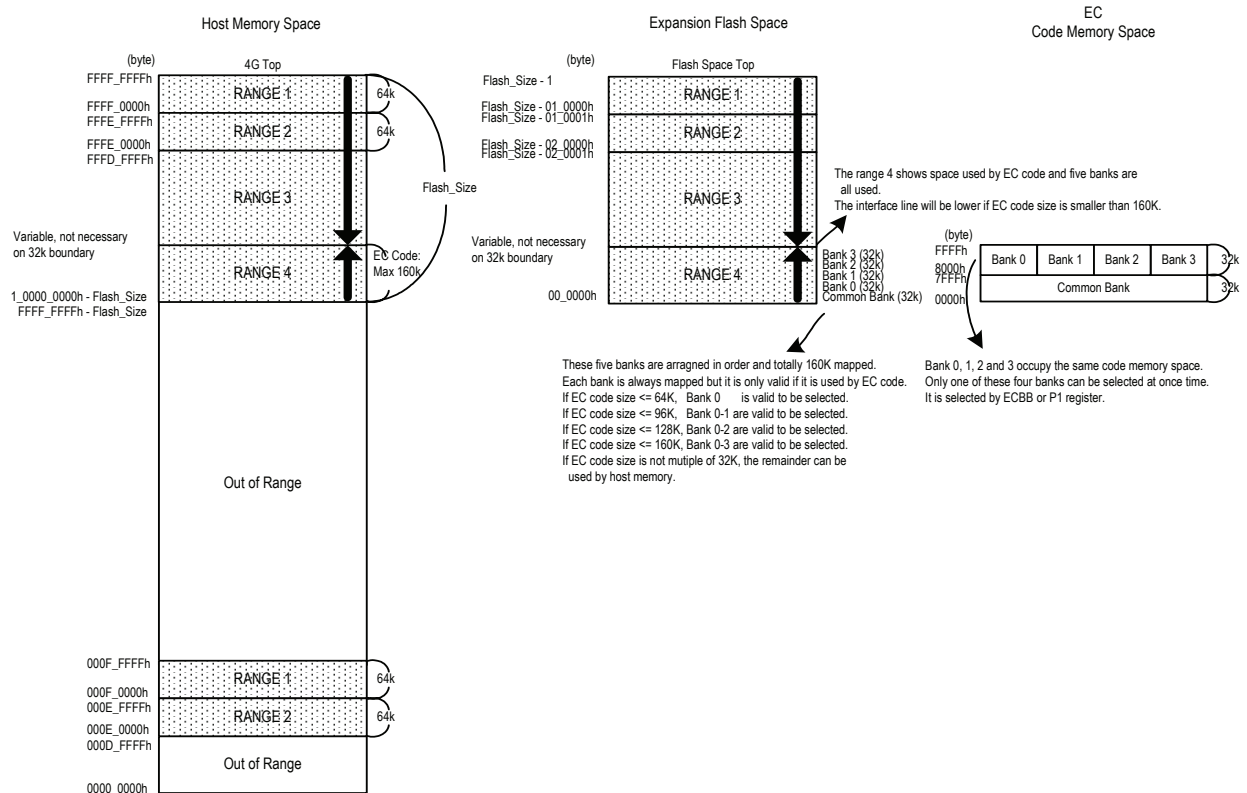 Host Memory Space
(byte)
4G Top
FFFF_FFFFh
RANGE 1
64k
FFFF_0000h
FFFE_FFFFh
RANGE 2
64k
FFFE_0000h
FFFD_FFFFh
RANGE 3
Flash_Size
Variable, not necessary
on 32k boundary
EC Code:
Max 160k
RANGE 4
1_0000_0000h - Flash_Size
FFFF_FFFFh - Flash_Size
Out of Range
000F_FFFFh
RANGE 1
64k
000F_0000h
000E_FFFFh
RANGE 2
64k
000E_0000h
000D_FFFFh
Out of Range
0000_0000h
Expansion Flash Space
(byte)
Flash Space Top
Flash_Size - 1
RANGE 1
Flash_Size - 01_0000h
Flash_Size - 01_0001h
RANGE 2
Flash_Size - 02_0000h
Flash_Size - 02_0001h
RANGE 3
Variable, not necessary
on 32k boundary
RANGE 4
Bank 3 (32k)
Bank 2 (32k)
Bank 1 (32k)
Bank 0 (32k)
Common Bank (32k)
00_0000h
The range 4 shows space used by EC code and five banks are
all used.
The interface line will be lower if EC code size is smaller than 160K.
These five banks are arragned in order and totally 160K mapped.
Each bank is always mapped but it is only valid if it is used by EC code.
If EC code size <= 64K, Bank 0 is valid to be selected.
If EC code size <= 96K, Bank 0-1 are valid to be selected.
If EC code size <= 128K, Bank 0-2 are valid to be selected.
If EC code size <= 160K, Bank 0-3 are valid to be selected.
If EC code size is not mutiple of 32K, the remainder can be
used by host memory.
EC
Code Memory Space
(byte)
FFFFh
Bank 0 Bank 1 Bank 2 Bank 3
32k
8000h
7FFFh
Common Bank
32k
0000h
Bank 0, 1, 2 and 3 occupy the same code memory space.
Only one of these four banks can be selected at once time.
It is selected by ECBB or P1 register.